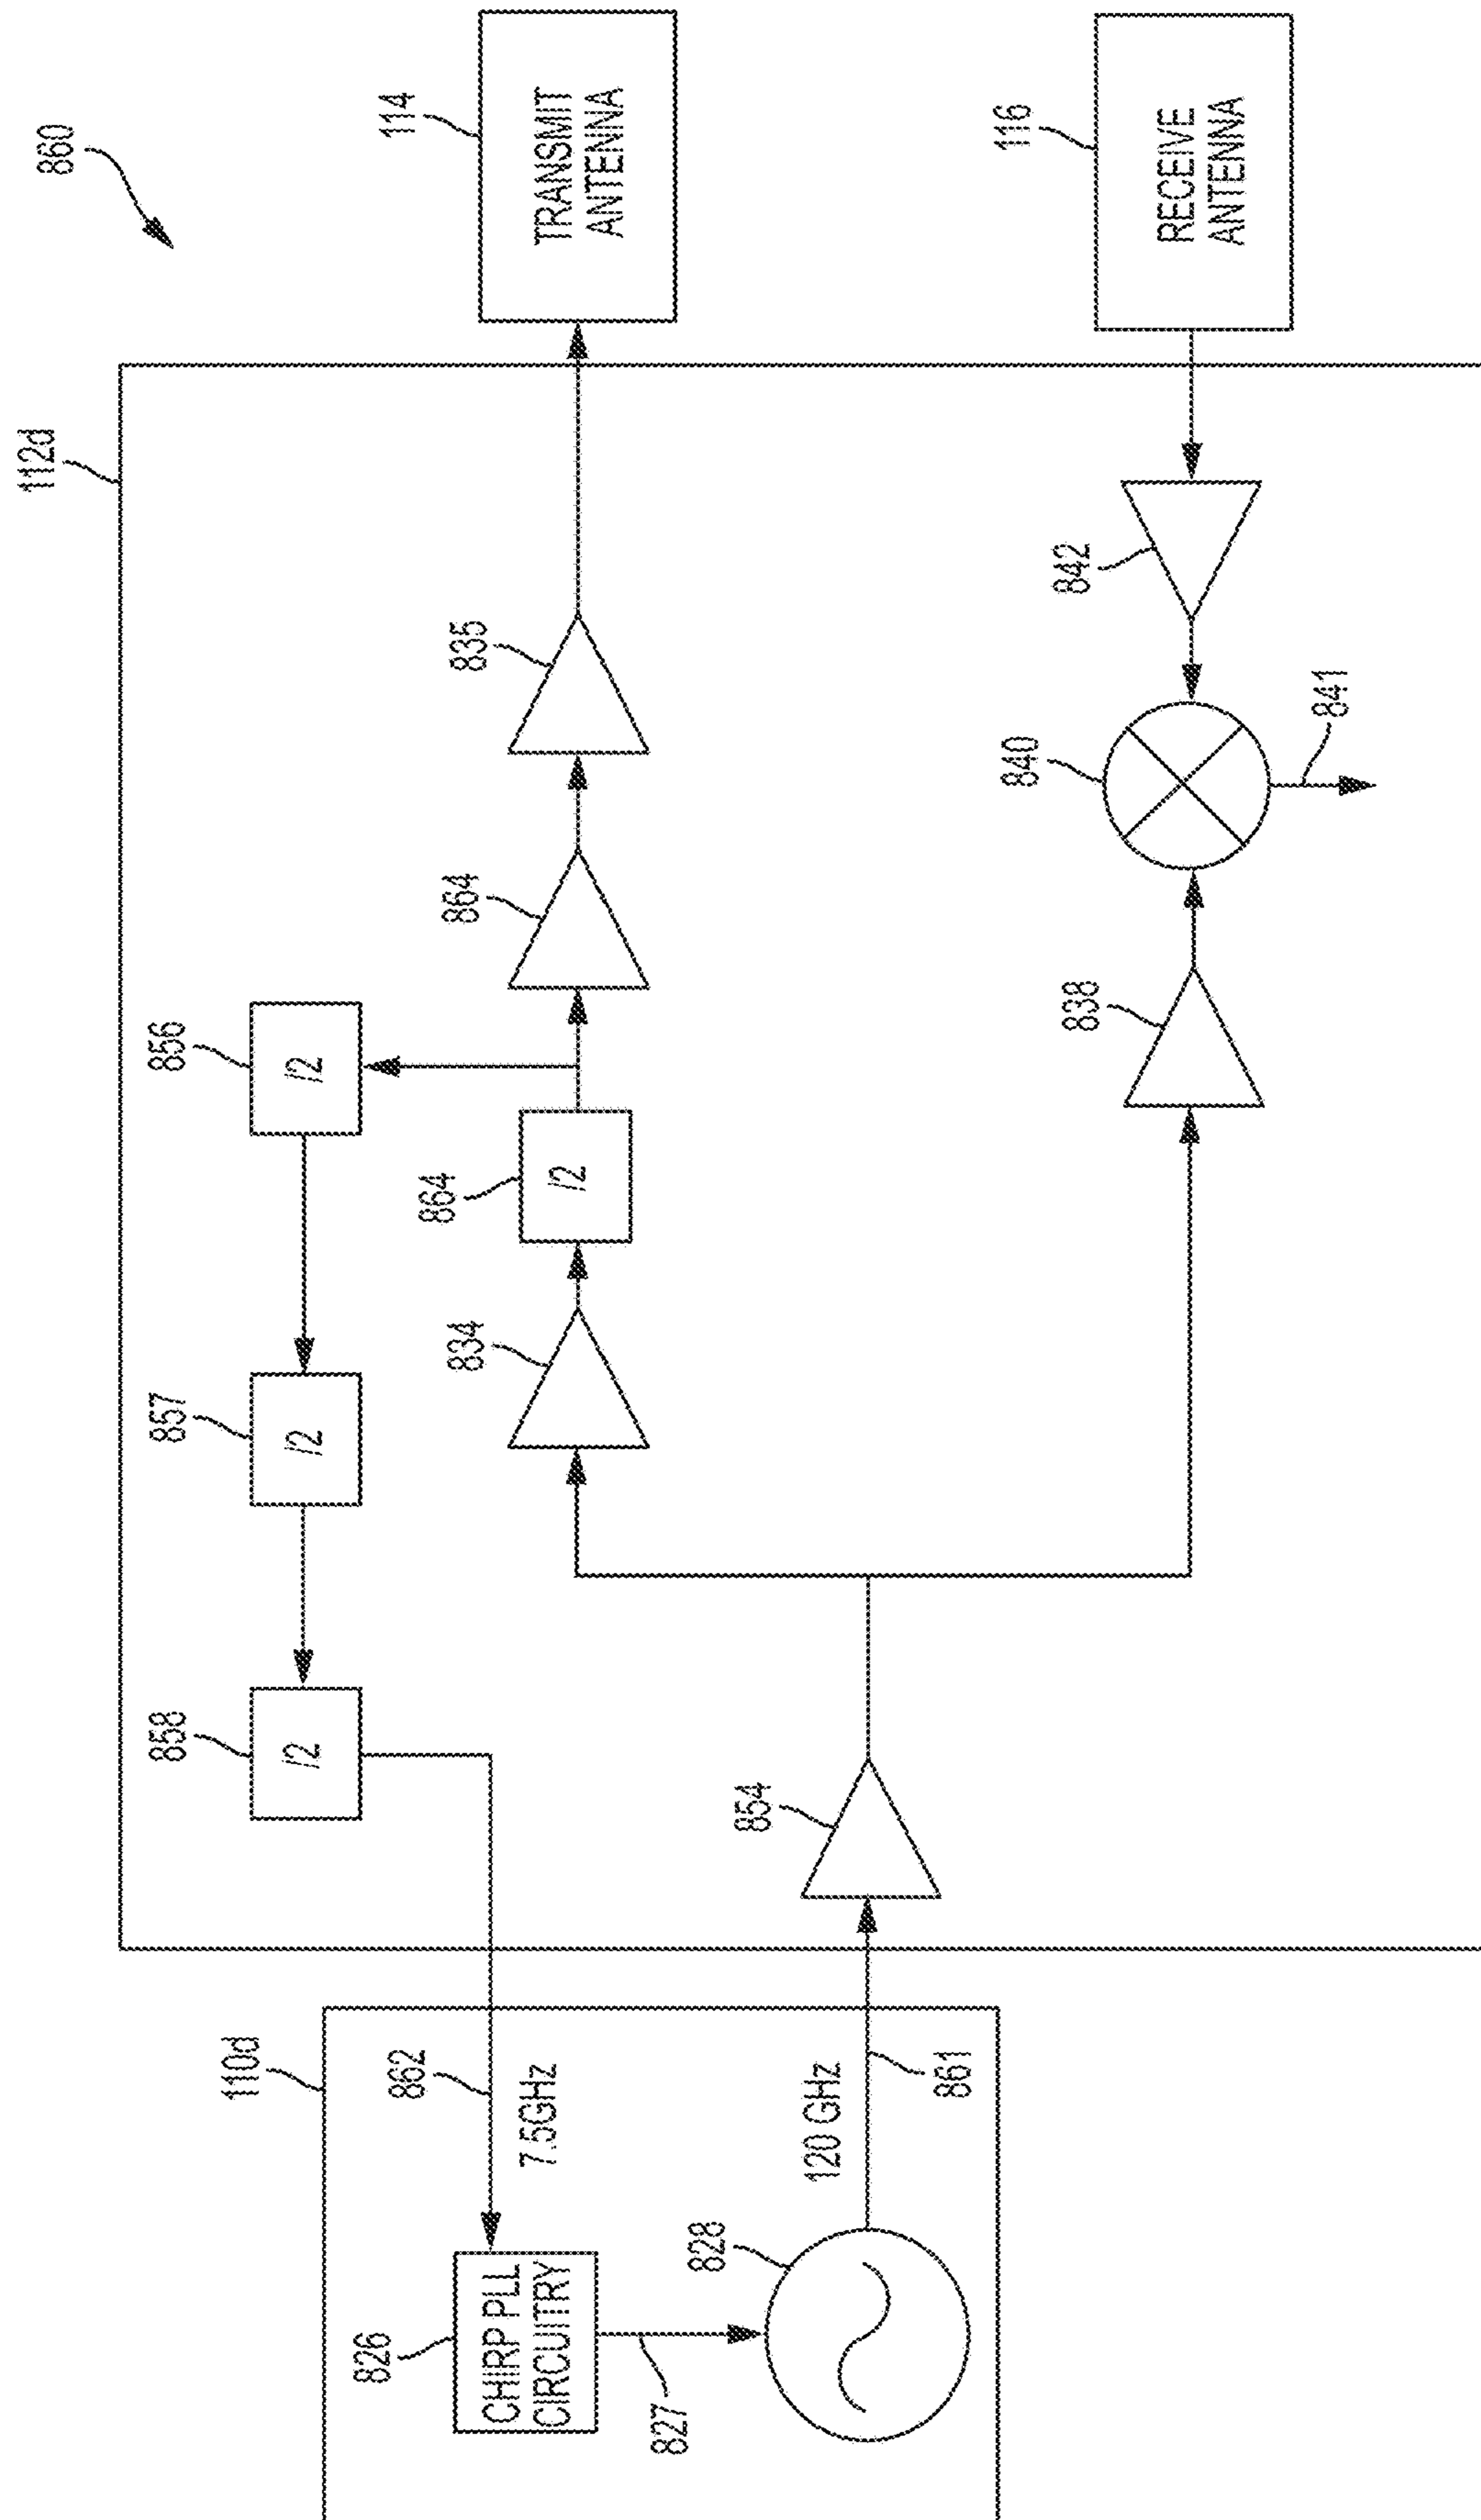 860
112d
110d
826
CHIRP PLL
CIRCUITRY
827
828
862
7.5GHz
120 GHz
861
858
/2
857
/2
856
/2
854
834
864
/2
864
835
114
TRANSMIT
ANTENNA
838
840
841
842
116
RECEIVE
ANTENNA